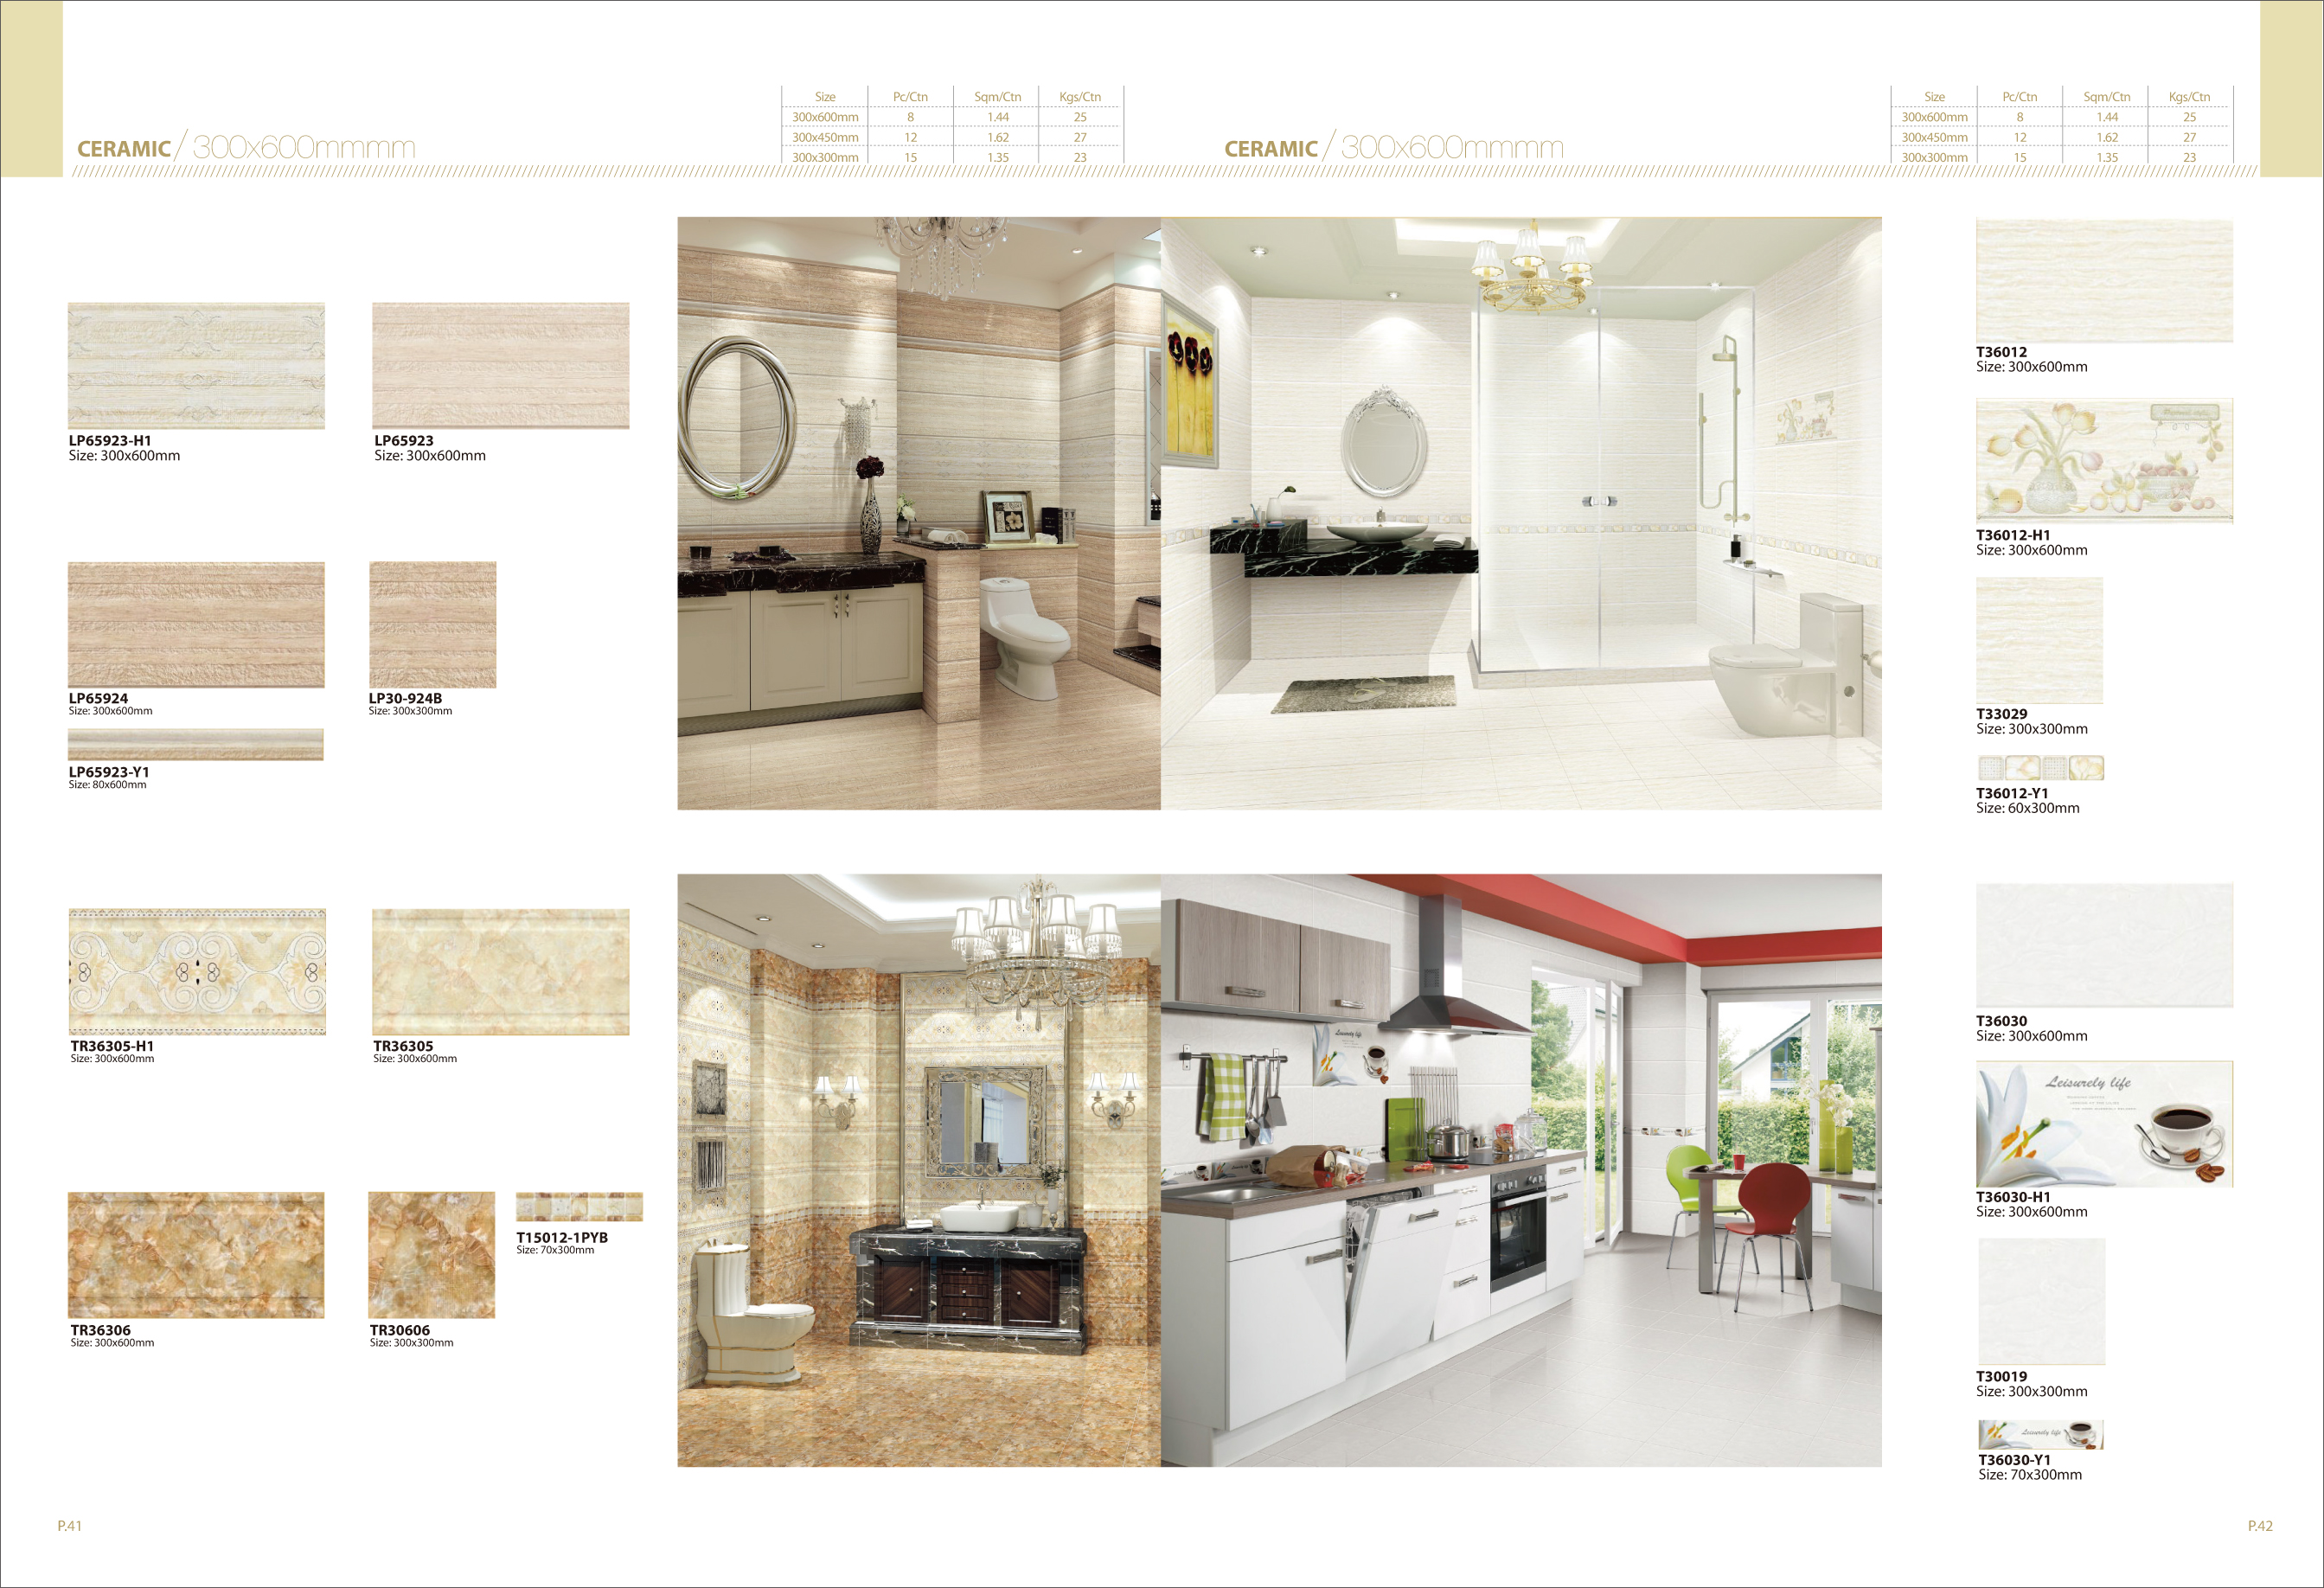 CERAMIC / 300x600mmmm
Size Pc/Ctn Sqm/Ctn Kgs/Ctn
300x600mm 8 1.44 25
300x450mm 12 1.62 27
300x300mm 15 1.35 23
LP65923-H1
Size: 300x600mm
LP65923
Size: 300x600mm
LP65924
Size: 300x600mm
LP30-924B
Size: 300x300mm
LP65923-Y1
Size: 80x600mm
TR36305-H1
Size: 300x600mm
TR36305
Size: 300x600mm
TR36306
Size: 300x600mm
TR30606
Size: 300x300mm
T15012-1PYB
Size: 70x300mm
P.41
CERAMIC / 300x600mmmm
Size Pc/Ctn Sqm/Ctn Kgs/Ctn
300x600mm 8 1.44 25
300x450mm 12 1.62 27
300x300mm 15 1.35 23
Leisurely life
T36012
Size: 300x600mm
T36012-H1
Size: 300x600mm
T33029
Size: 300x300mm
T36012-Y1
Size: 60x300mm
T36030
Size: 300x600mm
Leisurely life
T36030-H1
Size: 300x600mm
T30019
Size: 300x300mm
Leisurely life
T36030-Y1
Size: 70x300mm
P.42